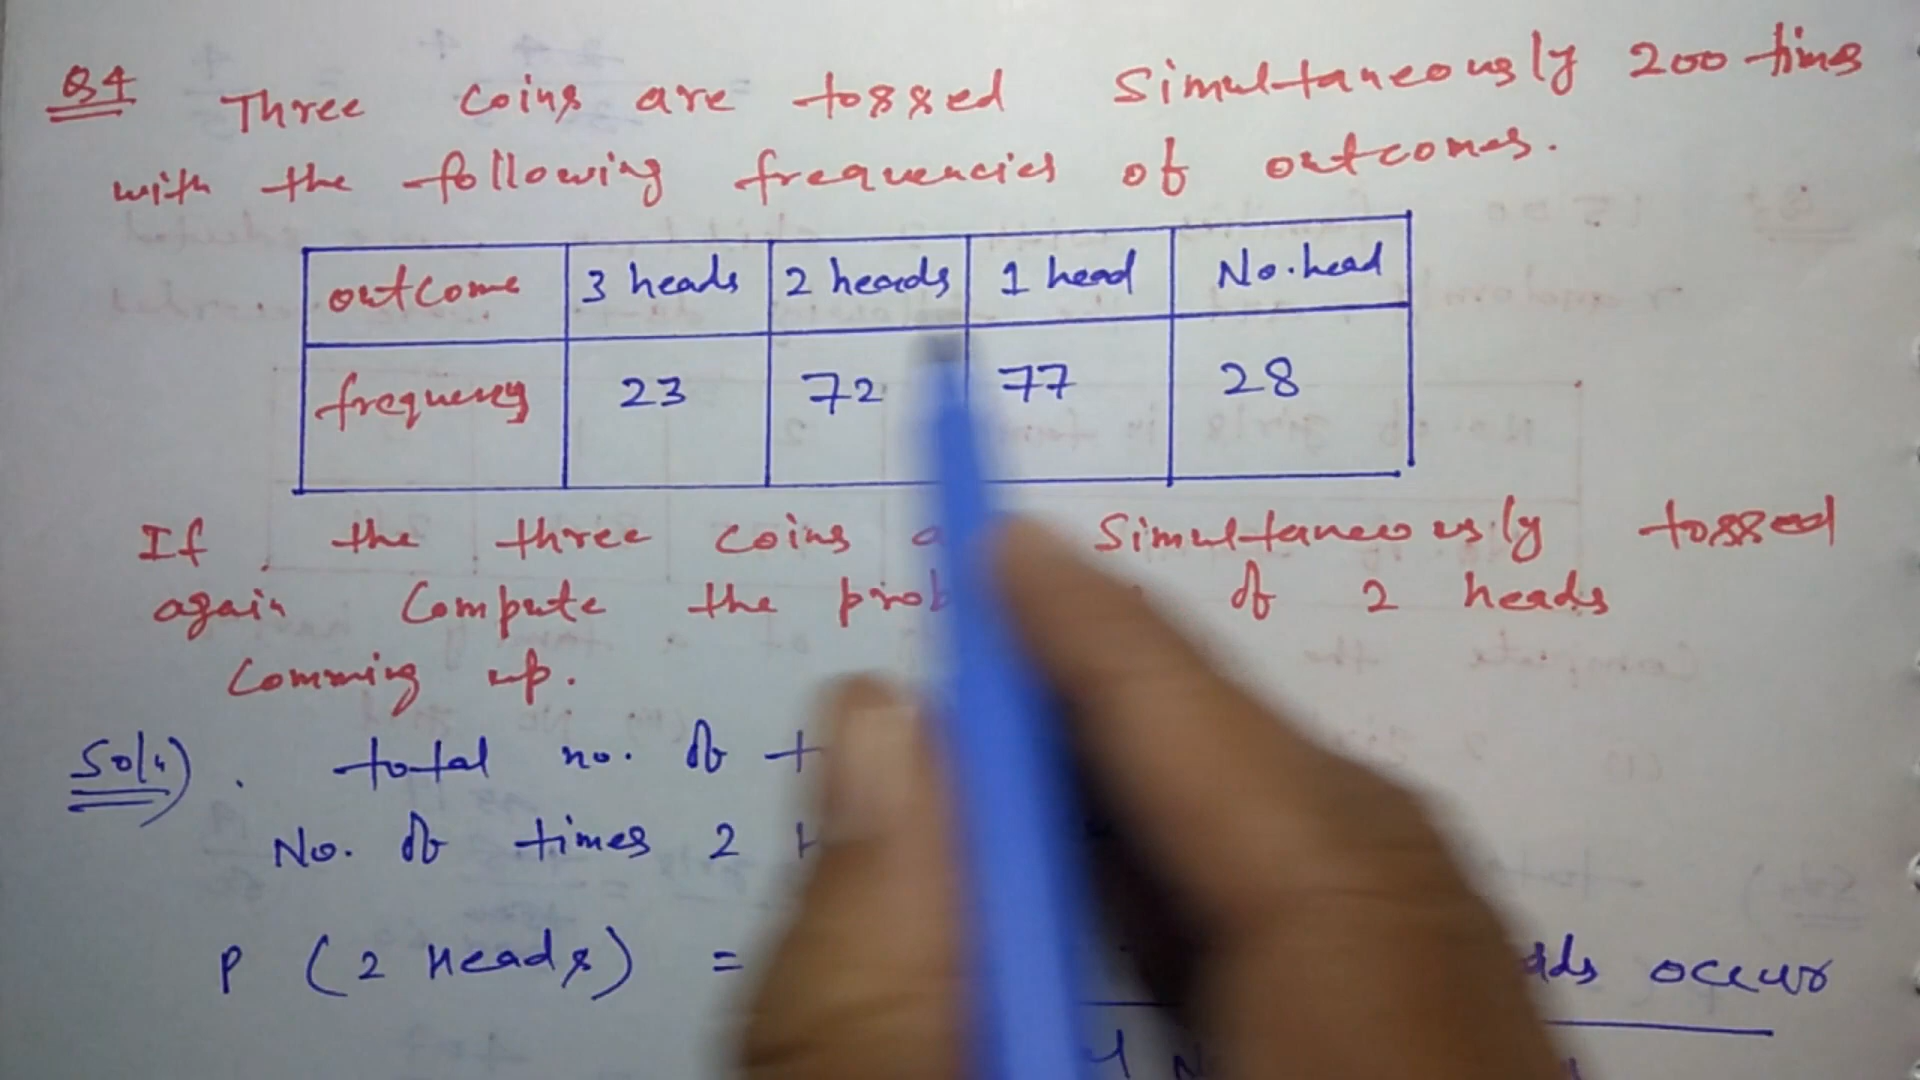 Q4 Three coins are tossed Simultaneously 200 times
with the following frequencies of outcomes.
outcome 3 heads 2 heads 1 head No. head
frequency 23 72 77 28
If the three coins Simultaneously tossed
again Compute the of 2 heads
Comming up.
Soln) . total no. of
No. of times 2
P (2 Heads) = occur